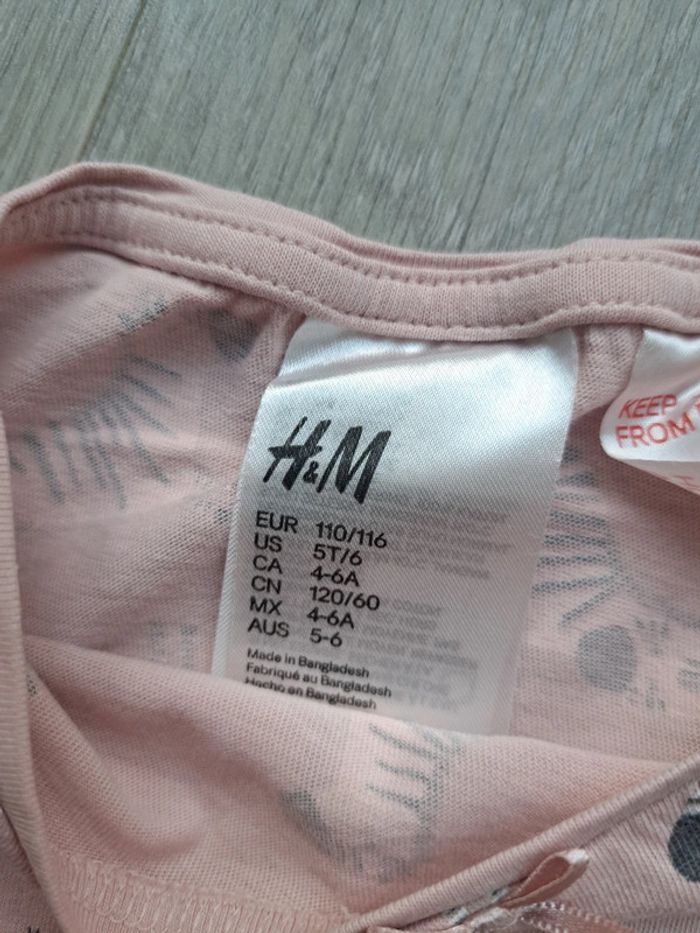 H&M
EUR 110/116
US 5T/6
CA 4-6A
CN 120/60
MX 4-6A
AUS 5-6
Made in Bangladesh
Fabriqué au Bangladesh
Hecho en Bangladesh
KEEP
FROM